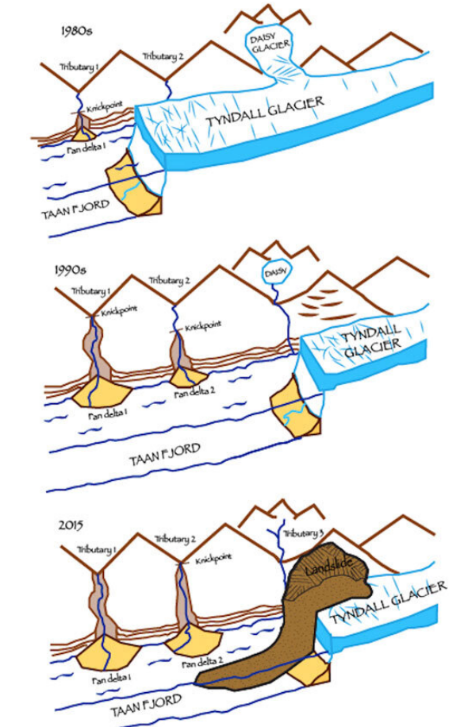 1980s
DAISY
GLACIER
Tributary 1
Tributary 2
Knickpoint
TYNDALL GLACIER
Fan delta 1
TAAN FJORD
1990s
DAISY
Tributary 1
Tributary 2
Knickpoint
Knickpoint
TYNDALL
GLACIER
Fan delta 1
Fan delta 2
TAAN FJORD
2015
Tributary 1
Tributary 2
Tributary 3
Knickpoint
Landslide
TYNDALL GLACIER
Fan delta 1
Fan delta 2
TAAN FJORD